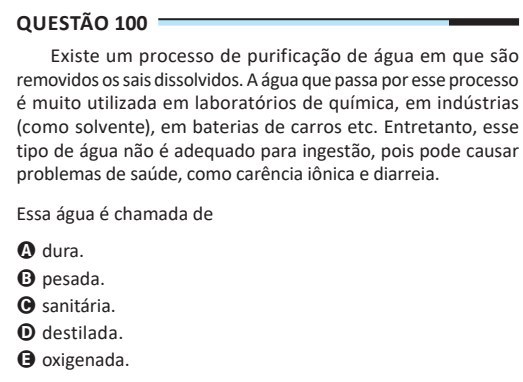 QUESTÃO 100
Existe um processo de purificação de água em que são
removidos os sais dissolvidos. A água que passa por esse processo
é muito utilizada em laboratórios de química, em indústrias
(como solvente), em baterias de carros etc. Entretanto, esse
tipo de água não é adequado para ingestão, pois pode causar
problemas de saúde, como carência iônica e diarreia.
Essa água é chamada de
A dura.
B pesada.
C sanitária.
D destilada.
E oxigenada.